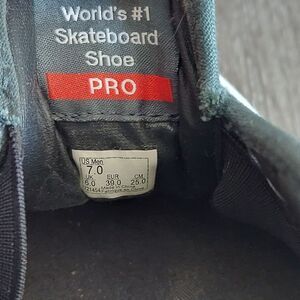 World's #1
Skateboard
Shoe
PRO
US Men
7.0
UK EUR CM
6.0 39.0 25.0